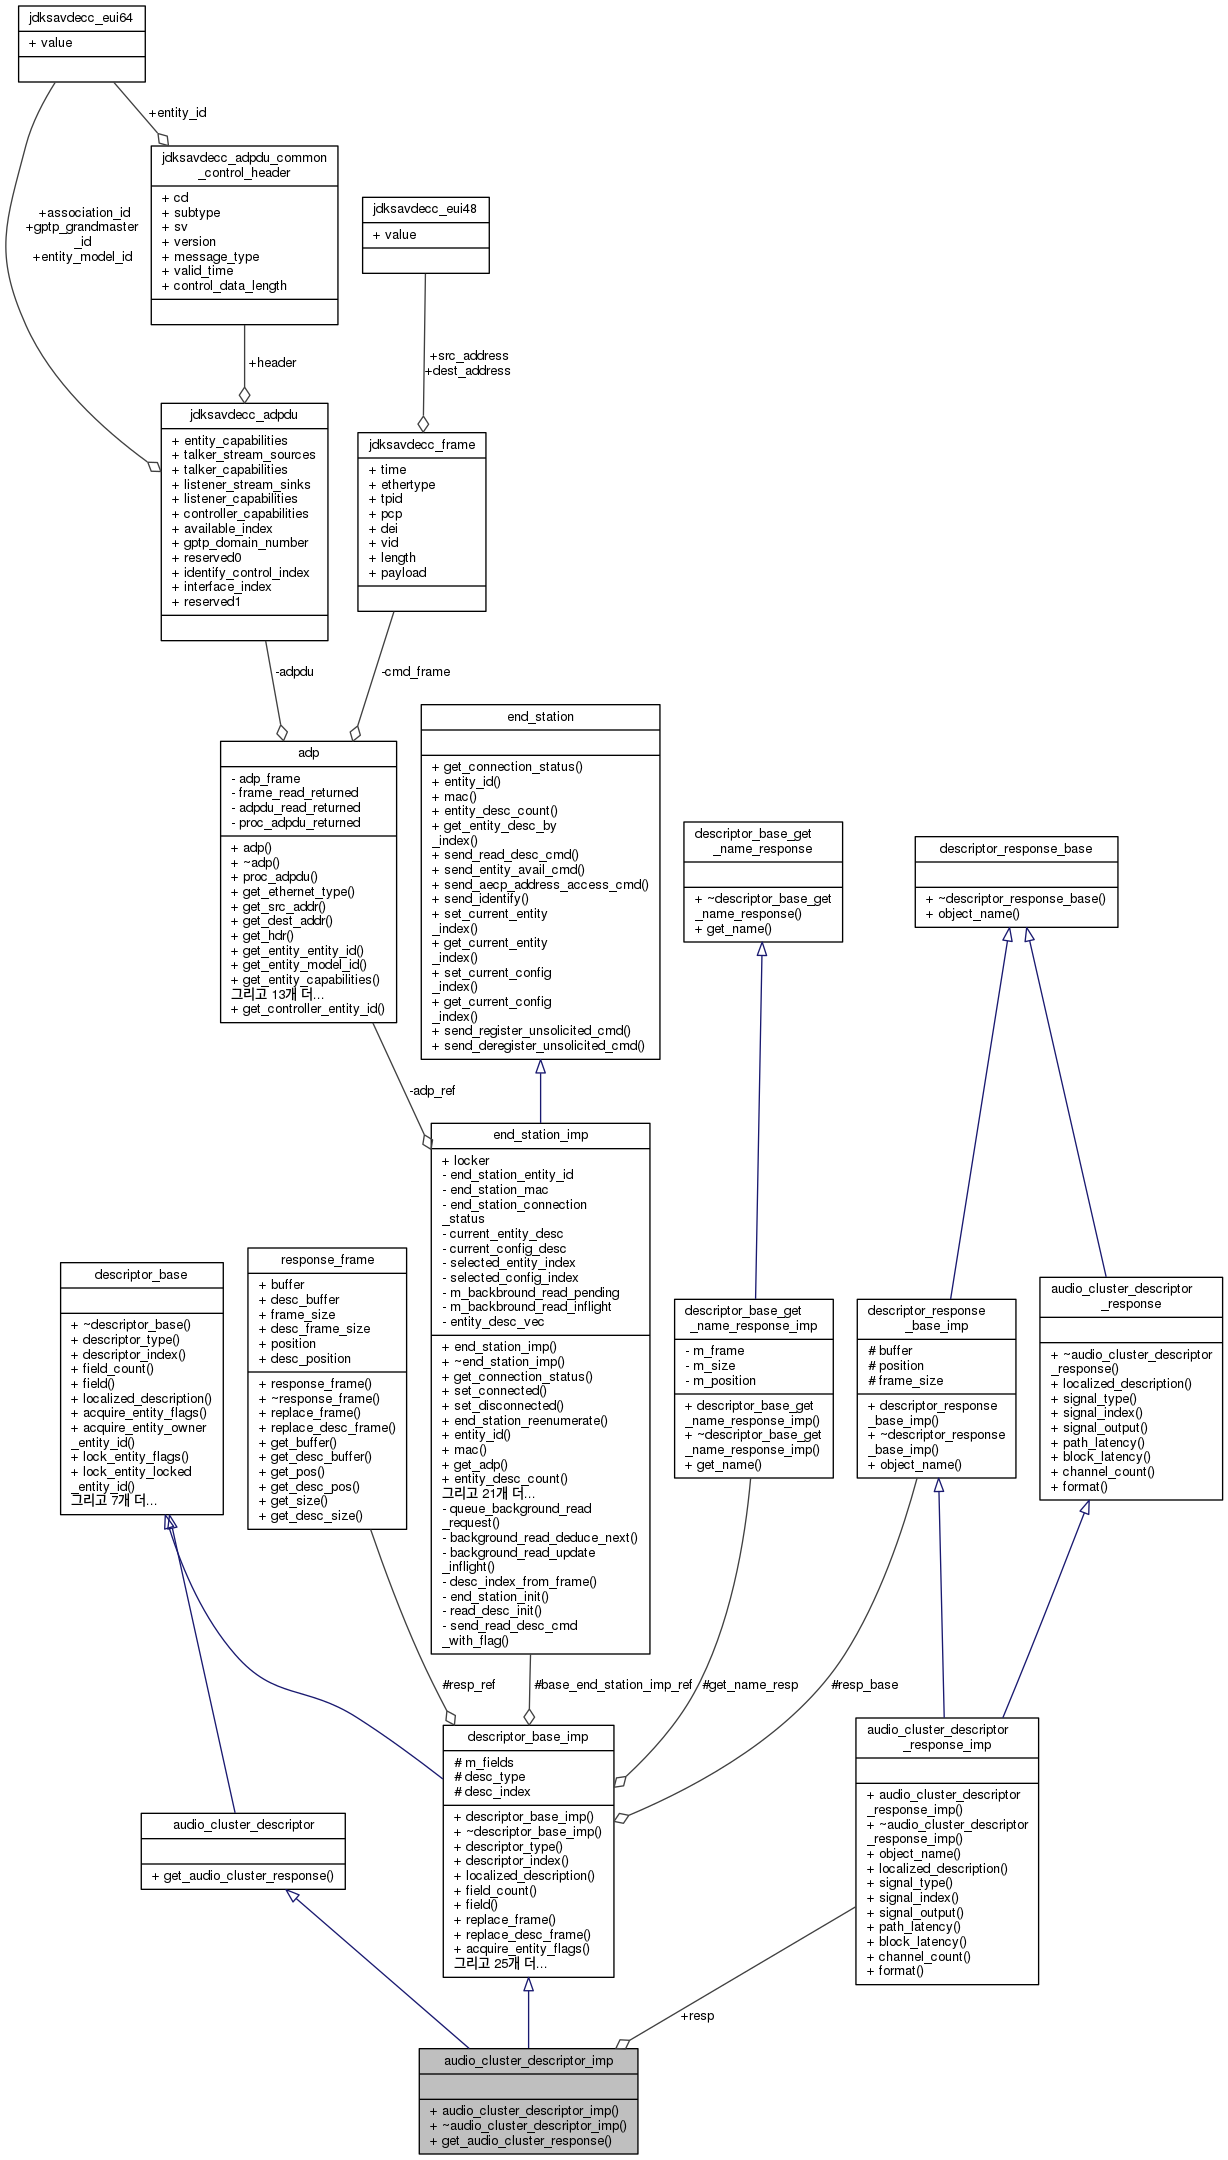 jdksavdecc_eui64
+ value
+entity_id
jdksavdecc_adpdu_common
_control_header
+ cd
+ subtype
+ sv
+ version
+ message_type
+ valid_time
+ control_data_length
+association_id
+gptp_grandmaster
_id
+entity_model_id
jdksavdecc_eui48
+ value
+header
+src_address
+dest_address
jdksavdecc_adpdu
+ entity_capabilities
+ talker_stream_sources
+ talker_capabilities
+ listener_stream_sinks
+ listener_capabilities
+ controller_capabilities
+ available_index
+ gptp_domain_number
+ reserved0
+ identify_control_index
+ interface_index
+ reserved1
jdksavdecc_frame
+ time
+ ethertype
+ tpid
+ pcp
+ dei
+ vid
+ length
+ payload
-adpdu
-cmd_frame
adp
- adp_frame
- frame_read_returned
- adpdu_read_returned
- proc_adpdu_returned
+ adp()
+ ~adp()
+ proc_adpdu()
+ get_ethernet_type()
+ get_src_addr()
+ get_dest_addr()
+ get_hdr()
+ get_entity_entity_id()
+ get_entity_model_id()
+ get_entity_capabilities()
그리고 13개 더...
+ get_controller_entity_id()
end_station
+ get_connection_status()
+ entity_id()
+ mac()
+ entity_desc_count()
+ get_entity_desc_by
_index()
+ send_read_desc_cmd()
+ send_entity_avail_cmd()
+ send_aecp_address_access_cmd()
+ send_identify()
+ set_current_entity
_index()
+ get_current_entity
_index()
+ set_current_config
_index()
+ get_current_config
_index()
+ send_register_unsolicited_cmd()
+ send_deregister_unsolicited_cmd()
descriptor_base_get
_name_response
+ ~descriptor_base_get
_name_response()
+ get_name()
descriptor_response_base
+ ~descriptor_response_base()
+ object_name()
-adp_ref
end_station_imp
+ locker
- end_station_entity_id
- end_station_mac
- end_station_connection
_status
- current_entity_desc
- current_config_desc
- selected_entity_index
- selected_config_index
- m_backbround_read_pending
- m_backbround_read_inflight
- entity_desc_vec
+ end_station_imp()
+ ~end_station_imp()
+ get_connection_status()
+ set_connected()
+ set_disconnected()
+ end_station_reenumerate()
+ entity_id()
+ mac()
+ get_adp()
+ entity_desc_count()
그리고 21개 더...
- queue_background_read
_request()
- background_read_deduce_next()
- background_read_update
_inflight()
- desc_index_from_frame()
- end_station_init()
- read_desc_init()
- send_read_desc_cmd
_with_flag()
descriptor_base
+ ~descriptor_base()
+ descriptor_type()
+ descriptor_index()
+ field_count()
+ field()
+ localized_description()
+ acquire_entity_flags()
+ acquire_entity_owner
_entity_id()
+ lock_entity_flags()
+ lock_entity_locked
_entity_id()
그리고 7개 더...
response_frame
+ buffer
+ desc_buffer
+ frame_size
+ desc_frame_size
+ position
+ desc_position
+ response_frame()
+ ~response_frame()
+ replace_frame()
+ replace_desc_frame()
+ get_buffer()
+ get_desc_buffer()
+ get_pos()
+ get_desc_pos()
+ get_size()
+ get_desc_size()
descriptor_base_get
_name_response_imp
- m_frame
- m_size
- m_position
+ descriptor_base_get
_name_response_imp()
+ ~descriptor_base_get
_name_response_imp()
+ get_name()
descriptor_response
_base_imp
# buffer
# position
# frame_size
+ descriptor_response
_base_imp()
+ ~descriptor_response
_base_imp()
+ object_name()
audio_cluster_descriptor
_response
+ ~audio_cluster_descriptor
_response()
+ localized_description()
+ signal_type()
+ signal_index()
+ signal_output()
+ path_latency()
+ block_latency()
+ channel_count()
+ format()
#resp_ref
#base_end_station_imp_ref
#get_name_resp
#resp_base
descriptor_base_imp
# m_fields
# desc_type
# desc_index
+ descriptor_base_imp()
+ ~descriptor_base_imp()
+ descriptor_type()
+ descriptor_index()
+ localized_description()
+ field_count()
+ field()
+ replace_frame()
+ replace_desc_frame()
+ acquire_entity_flags()
그리고 25개 더...
audio_cluster_descriptor
+ get_audio_cluster_response()
audio_cluster_descriptor
_response_imp
+ audio_cluster_descriptor
_response_imp()
+ ~audio_cluster_descriptor
_response_imp()
+ object_name()
+ localized_description()
+ signal_type()
+ signal_index()
+ signal_output()
+ path_latency()
+ block_latency()
+ channel_count()
+ format()
+resp
audio_cluster_descriptor_imp
+ audio_cluster_descriptor_imp()
+ ~audio_cluster_descriptor_imp()
+ get_audio_cluster_response()